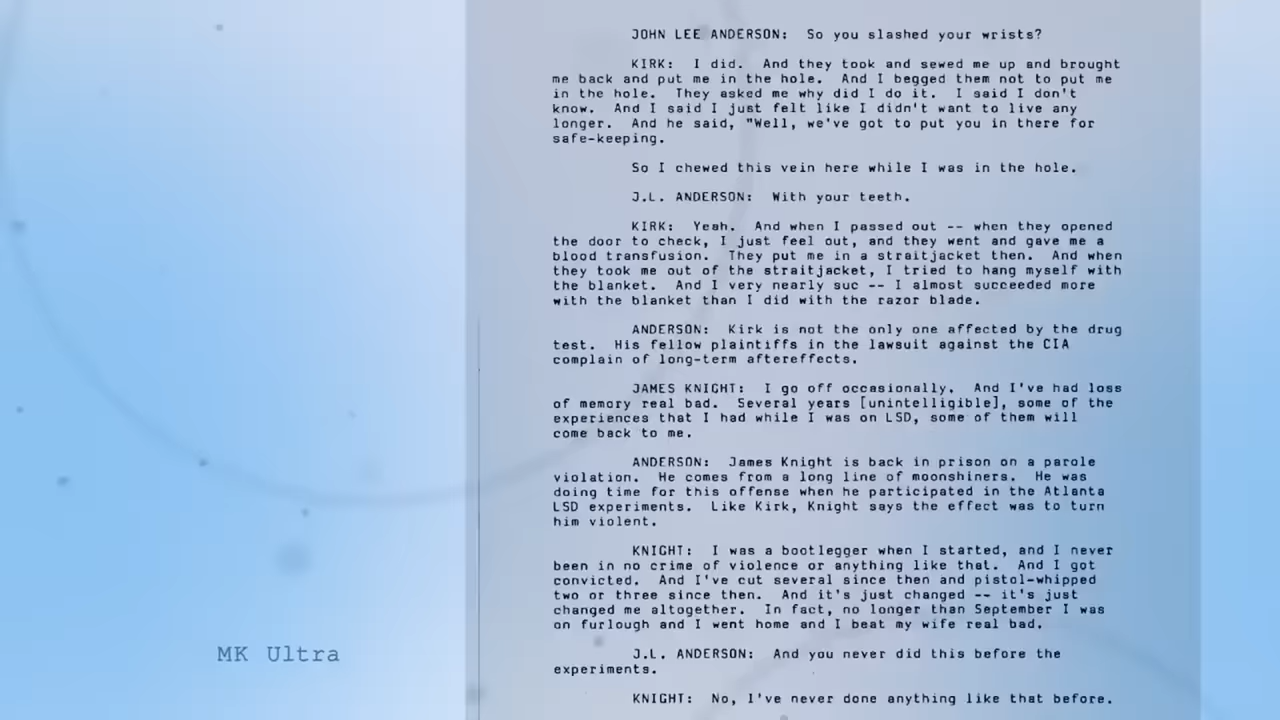 JOHN LEE ANDERSON: So you slashed your wrists?
KIRK: I did. And they took and sewed me up and brought
me back and put me in the hole. And I begged them not to put me
in the hole. They asked me why did I do it. I said I don't
know. And I said I just felt like I didn't want to live any
longer. And he said, "Well, we've got to put you in there for
safe-keeping.
So I chewed this vein here while I was in the hole.
J.L. ANDERSON: With your teeth.
KIRK: Yeah. And when I passed out -- when they opened
the door to check, I just feel out, and they went and gave me a
blood transfusion. They put me in a straitjacket then. And when
they took me out of the straitjacket, I tried to hang myself with
the blanket. And I very nearly suc -- I almost succeeded more
with the blanket than I did with the razor blade.
ANDERSON: Kirk is not the only one affected by the drug
test. His fellow plaintiffs in the lawsuit against the CIA
complain of long-term aftereffects.
JAMES KNIGHT: I go off occasionally. And I've had loss
of memory real bad. Several years [unintelligible], some of the
experiences that I had while I was on LSD, some of them will
come back to me.
ANDERSON: James Knight is back in prison on a parole
violation. He comes from a long line of moonshiners. He was
doing time for this offense when he participated in the Atlanta
LSD experiments. Like Kirk, Knight says the effect was to turn
him violent.
KNIGHT: I was a bootlegger when I started, and I never
been in no crime of violence or anything like that. And I got
convicted. And I've cut several since then and pistol-whipped
two or three since then. And it's just changed -- it's just
changed me altogether. In fact, no longer than September I was
on furlough and I went home and I beat my wife real bad.
J.L. ANDERSON: And you never did this before the
experiments.
KNIGHT: No, I've never done anything like that before.
MK Ultra